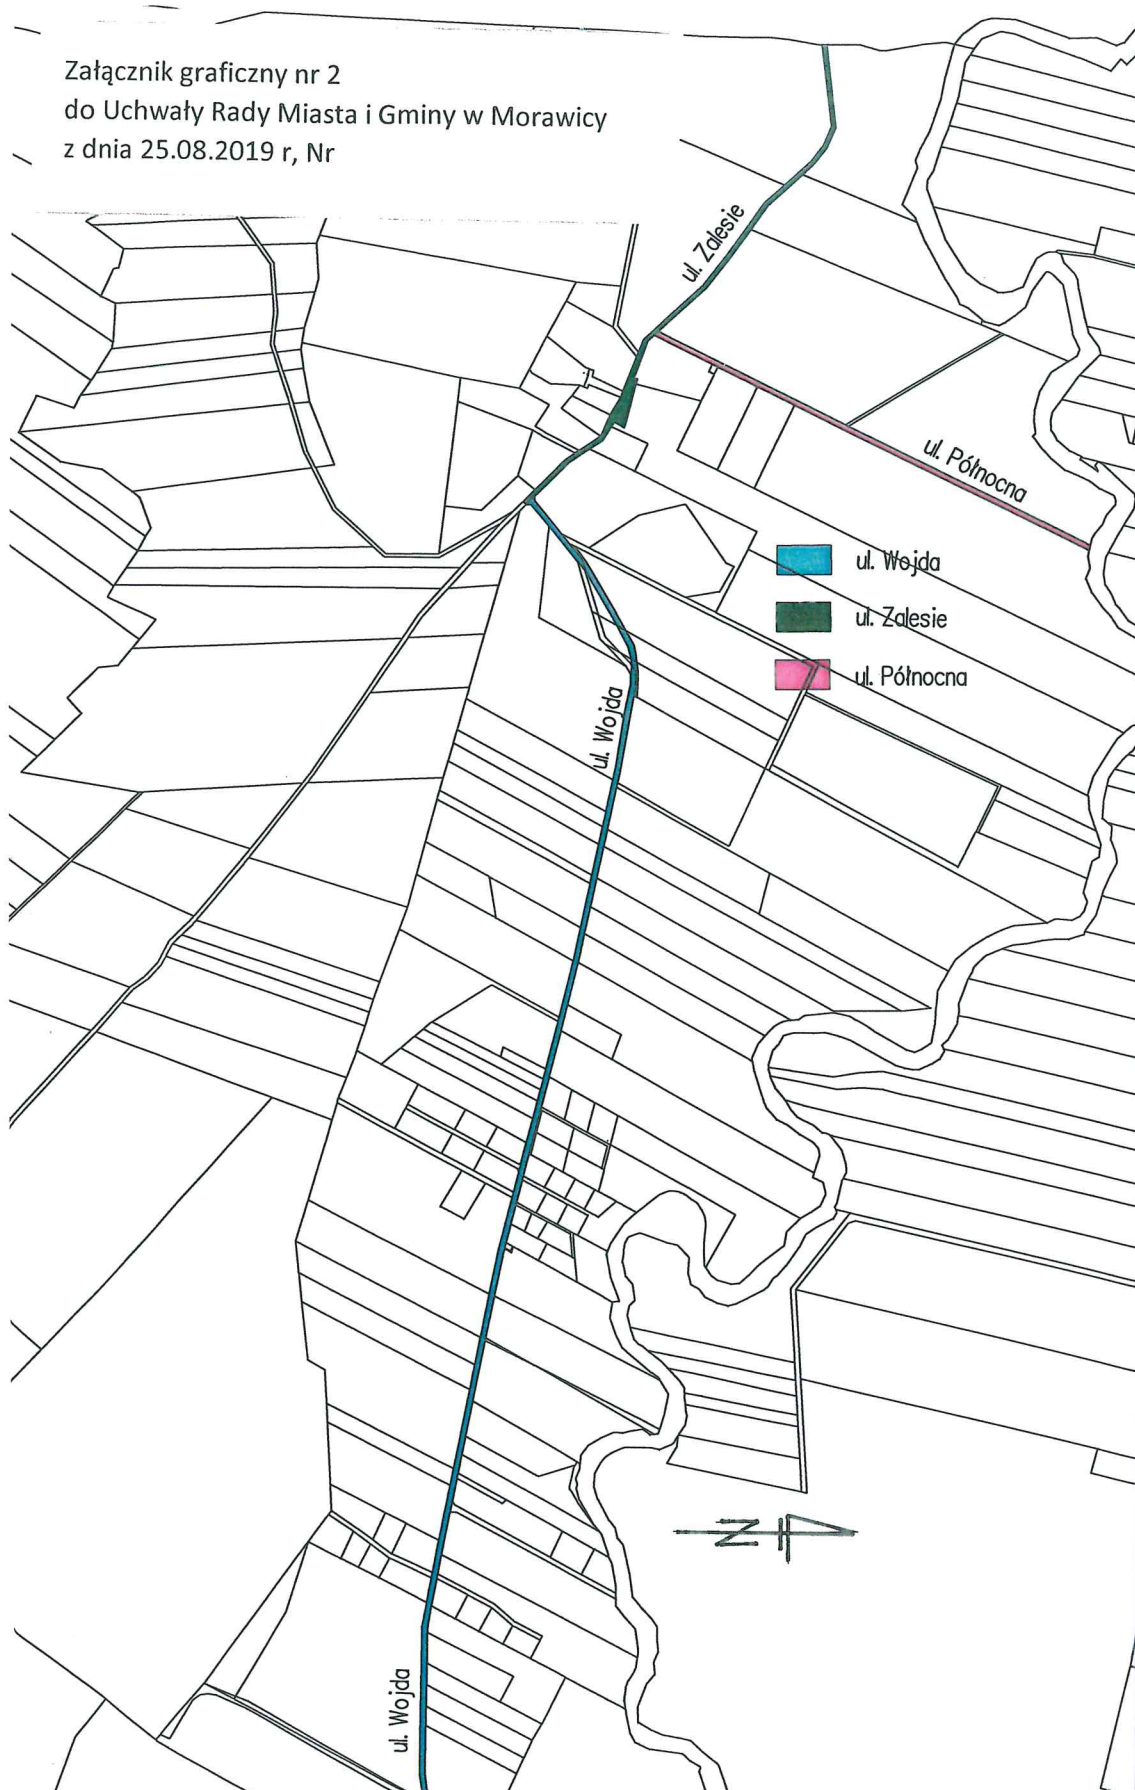 Załącznik graficzny nr 2
do Uchwały Rady Miasta i Gminy w Morawicy
z dnia 25.08.2019 r, Nr
ul. Zalesie
ul. Północna
ul. Wojda
ul. Zalesie
ul. Północna
ul. Wojda
N
ul. Wojda